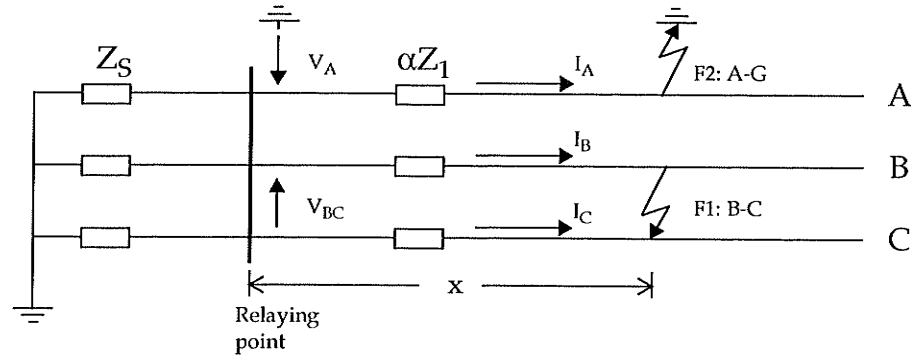 Z_S
V_A
αZ_1
I_A
F2: A-G
A
I_B
B
V_BC
I_C
F1: B-C
C
x
Relaying
point